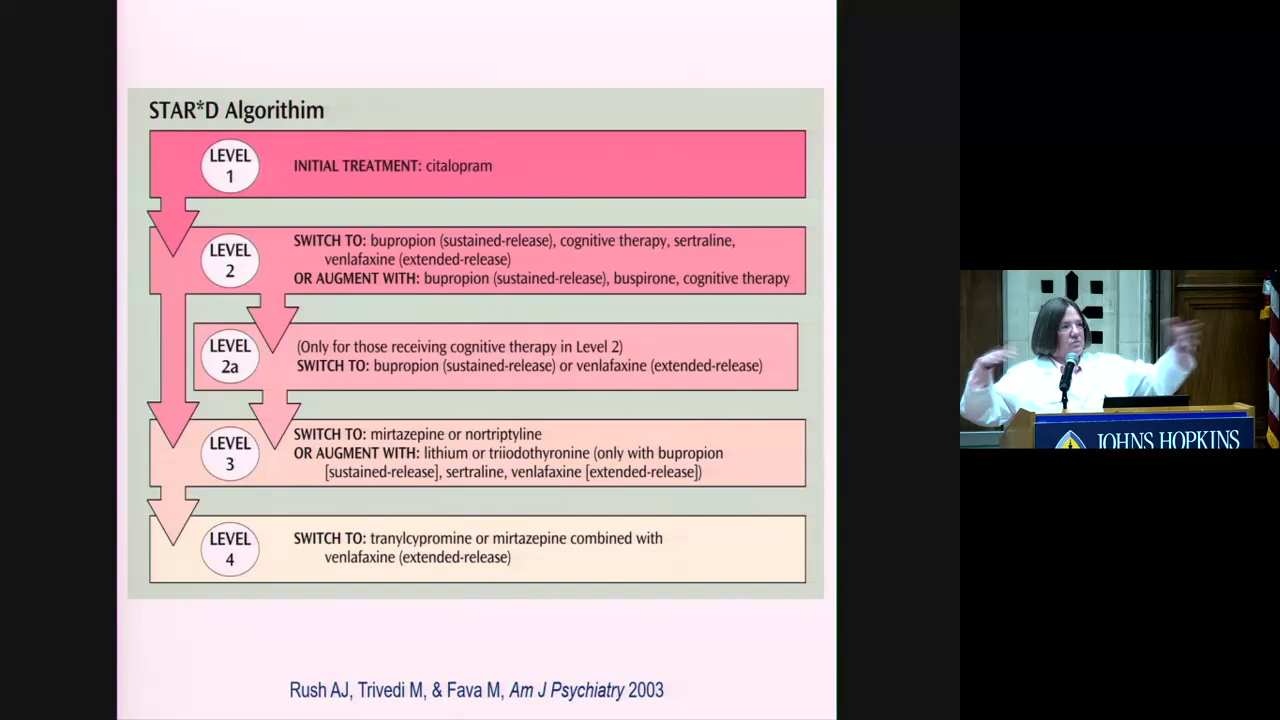 STAR*D Algorithim
LEVEL
1
INITIAL TREATMENT: citalopram
LEVEL
2
SWITCH TO: bupropion (sustained-release), cognitive therapy, sertraline,
venlafaxine (extended-release)
OR AUGMENT WITH: bupropion (sustained-release), buspirone, cognitive therapy
LEVEL
2a
(Only for those receiving cognitive therapy in Level 2)
SWITCH TO: bupropion (sustained-release) or venlafaxine (extended-release)
LEVEL
3
SWITCH TO: mirtazepine or nortriptyline
OR AUGMENT WITH: lithium or triiodothyronine (only with bupropion
[sustained-release], sertraline, venlafaxine [extended-release])
LEVEL
4
SWITCH TO: tranylcypromine or mirtazepine combined with
venlafaxine (extended-release)
Rush AJ, Trivedi M, & Fava M, Am J Psychiatry 2003
JOHNS HOPKINS